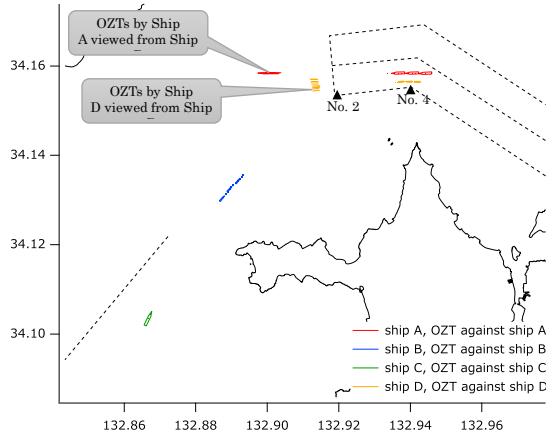 OZTs by Ship
A viewed from Ship
OZTs by Ship
D viewed from Ship
34.16
34.14
34.12
34.10
No. 2
No. 4
ship A, OZT against ship A
ship B, OZT against ship B
ship C, OZT against ship C
ship D, OZT against ship D
132.86
132.88
132.90
132.92
132.94
132.96